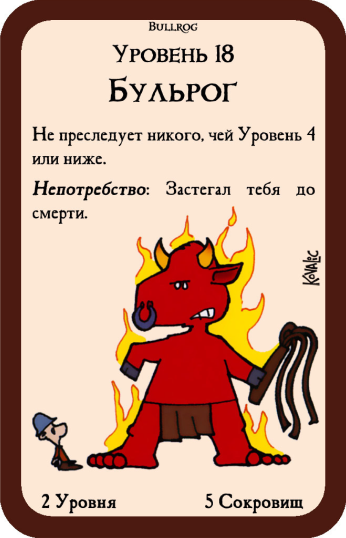 Bullrog
Уровень 18
Бульрог
Не преследует никого, чей Уровень 4
или ниже.
Непотребство: Застегал тебя до
смерти.
Kovalic
2 Уровня
5 Сокровищ